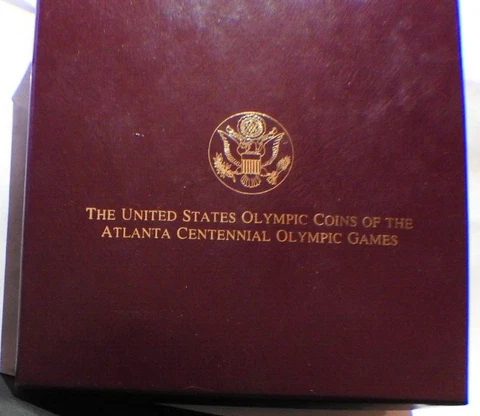 THE UNITED STATES OLYMPIC COINS OF THE
ATLANTA CENTENNIAL OLYMPIC GAMES